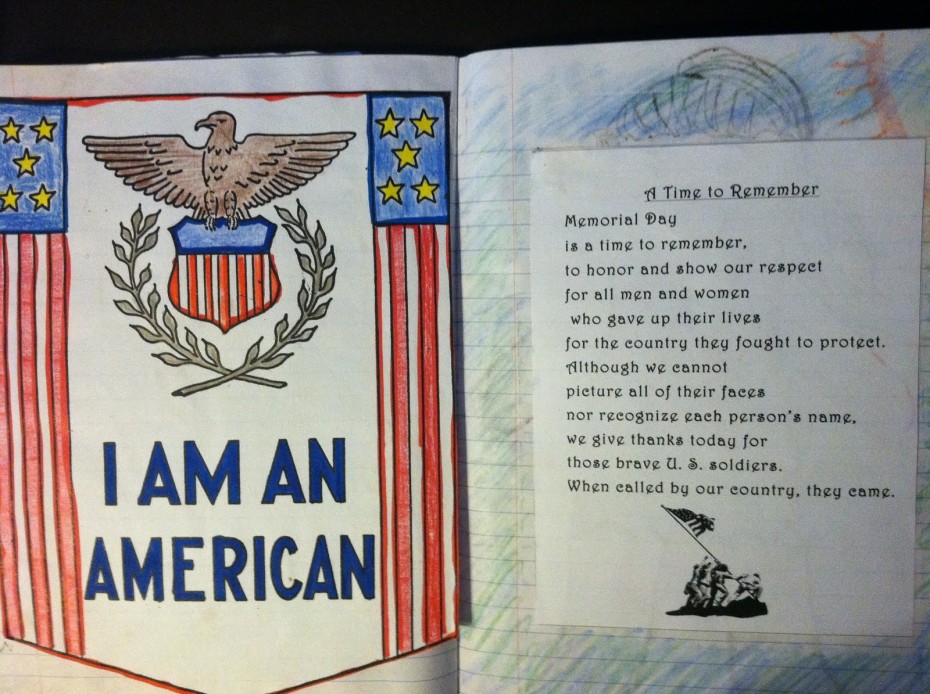 I AM AN
AMERICAN
A Time to Remember
Memorial Day
is a time to remember,
to honor and show our respect
for all men and women
who gave up their lives
for the country they fought to protect.
Although we cannot
picture all of their faces
nor recognize each person's name,
we give thanks today for
those brave U. S. soldiers.
When called by our country, they came.